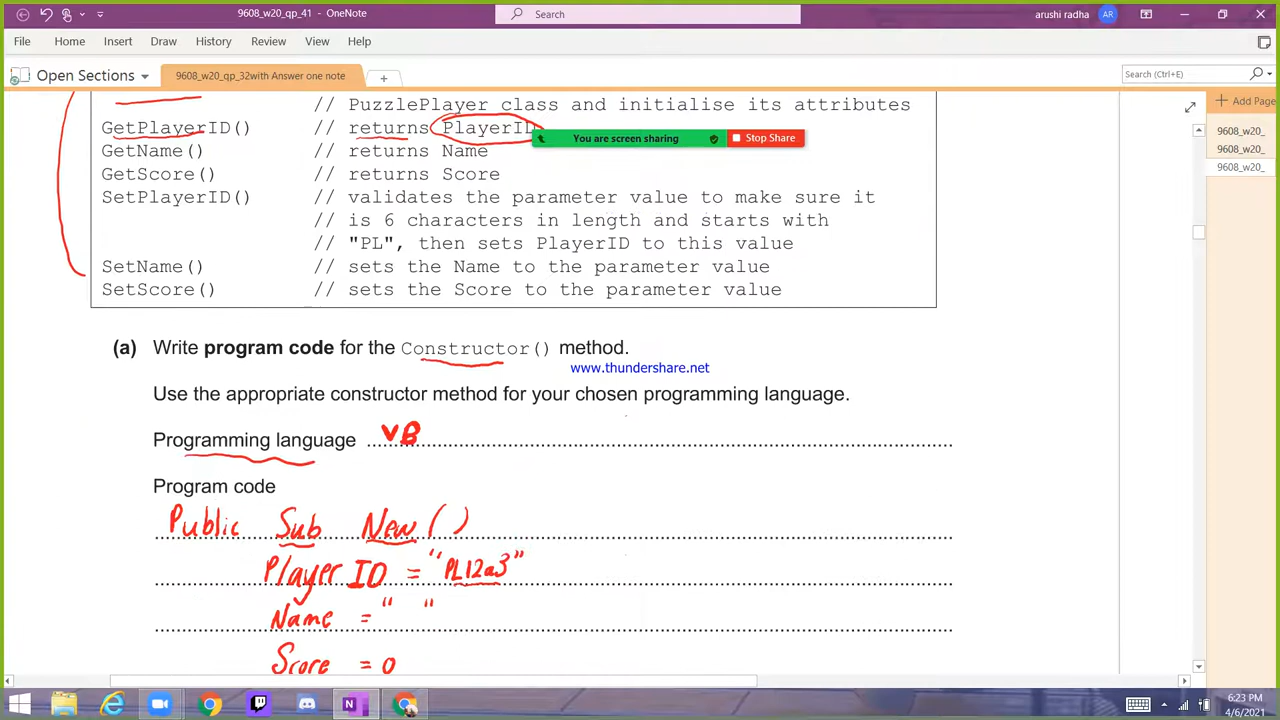 9608_w20_qp_41 - OneNote
Search
arushi radha
AR
File Home Insert Draw History Review View Help
Open Sections
9608_w20_qp_32with Answer one note
+
Search (Ctrl+E)
// PuzzlePlayer class and initialise its attributes
GetPlayerID() // returns PlayerID
You are screen sharing Stop Share
GetName() // returns Name
GetScore() // returns Score
SetPlayerID() // validates the parameter value to make sure it
// is 6 characters in length and starts with
// "PL", then sets PlayerID to this value
SetName() // sets the Name to the parameter value
SetScore() // sets the Score to the parameter value
+ Add Page
9608_w20_
9608_w20_
9608_w20_
(a) Write program code for the Constructor() method.
www.thundershare.net
Use the appropriate constructor method for your chosen programming language.
Programming language VB
Program code
Public Sub New ( )
Player ID = "PL12a3"
Name = " "
Score = 0
6:23 PM
4/6/2021